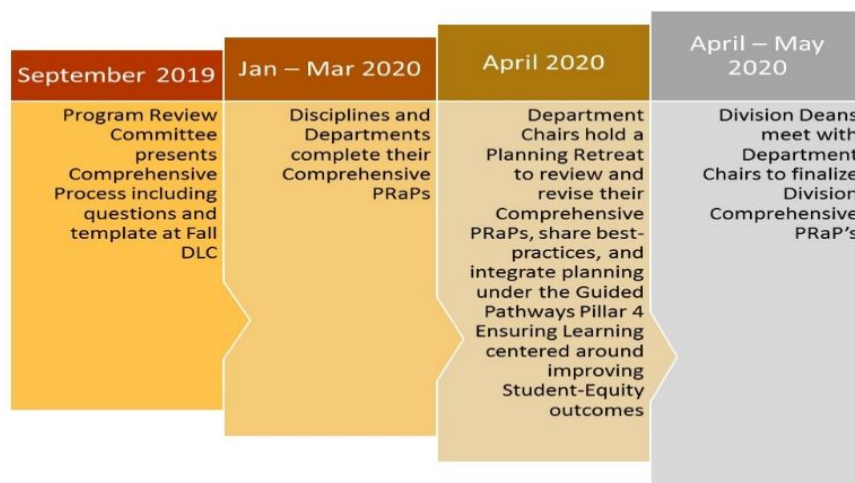 September 2019
Program Review
Committee
presents
Comprehensive
Process including
questions and
template at Fall
DLC
Jan – Mar 2020
Disciplines and
Departments
complete their
Comprehensive
PRaPs
April 2020
Department
Chairs hold a
Planning Retreat
to review and
revise their
Comprehensive
PRaPs, share best-
practices, and
integrate planning
under the Guided
Pathways Pillar 4
Ensuring Learning
centered around
improving
Student-Equity
outcomes
April – May
2020
Division Deans
meet with
Department
Chairs to finalize
Division
Comprehensive
PRaP's